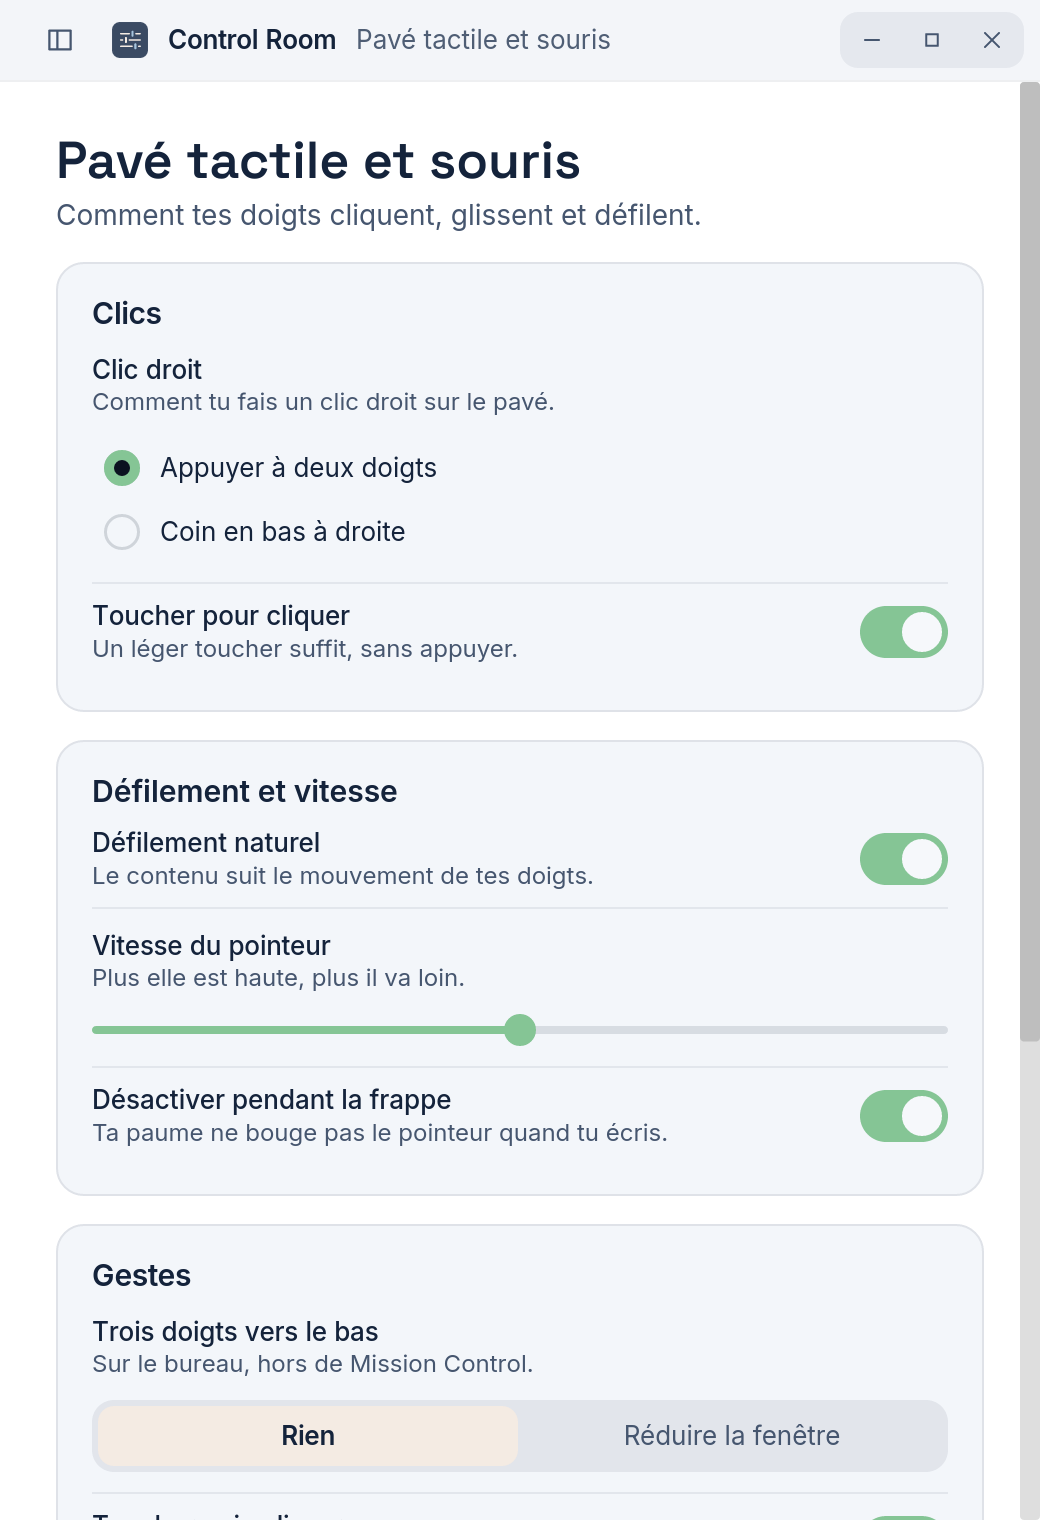 Control Room Pavé tactile et souris
Pavé tactile et souris
Comment tes doigts cliquent, glissent et défilent.
Clics
Clic droit
Comment tu fais un clic droit sur le pavé.
Appuyer à deux doigts
Coin en bas à droite
Toucher pour cliquer
Un léger toucher suffit, sans appuyer.
Défilement et vitesse
Défilement naturel
Le contenu suit le mouvement de tes doigts.
Vitesse du pointeur
Plus elle est haute, plus il va loin.
Désactiver pendant la frappe
Ta paume ne bouge pas le pointeur quand tu écris.
Gestes
Trois doigts vers le bas
Sur le bureau, hors de Mission Control.
Rien
Réduire la fenêtre